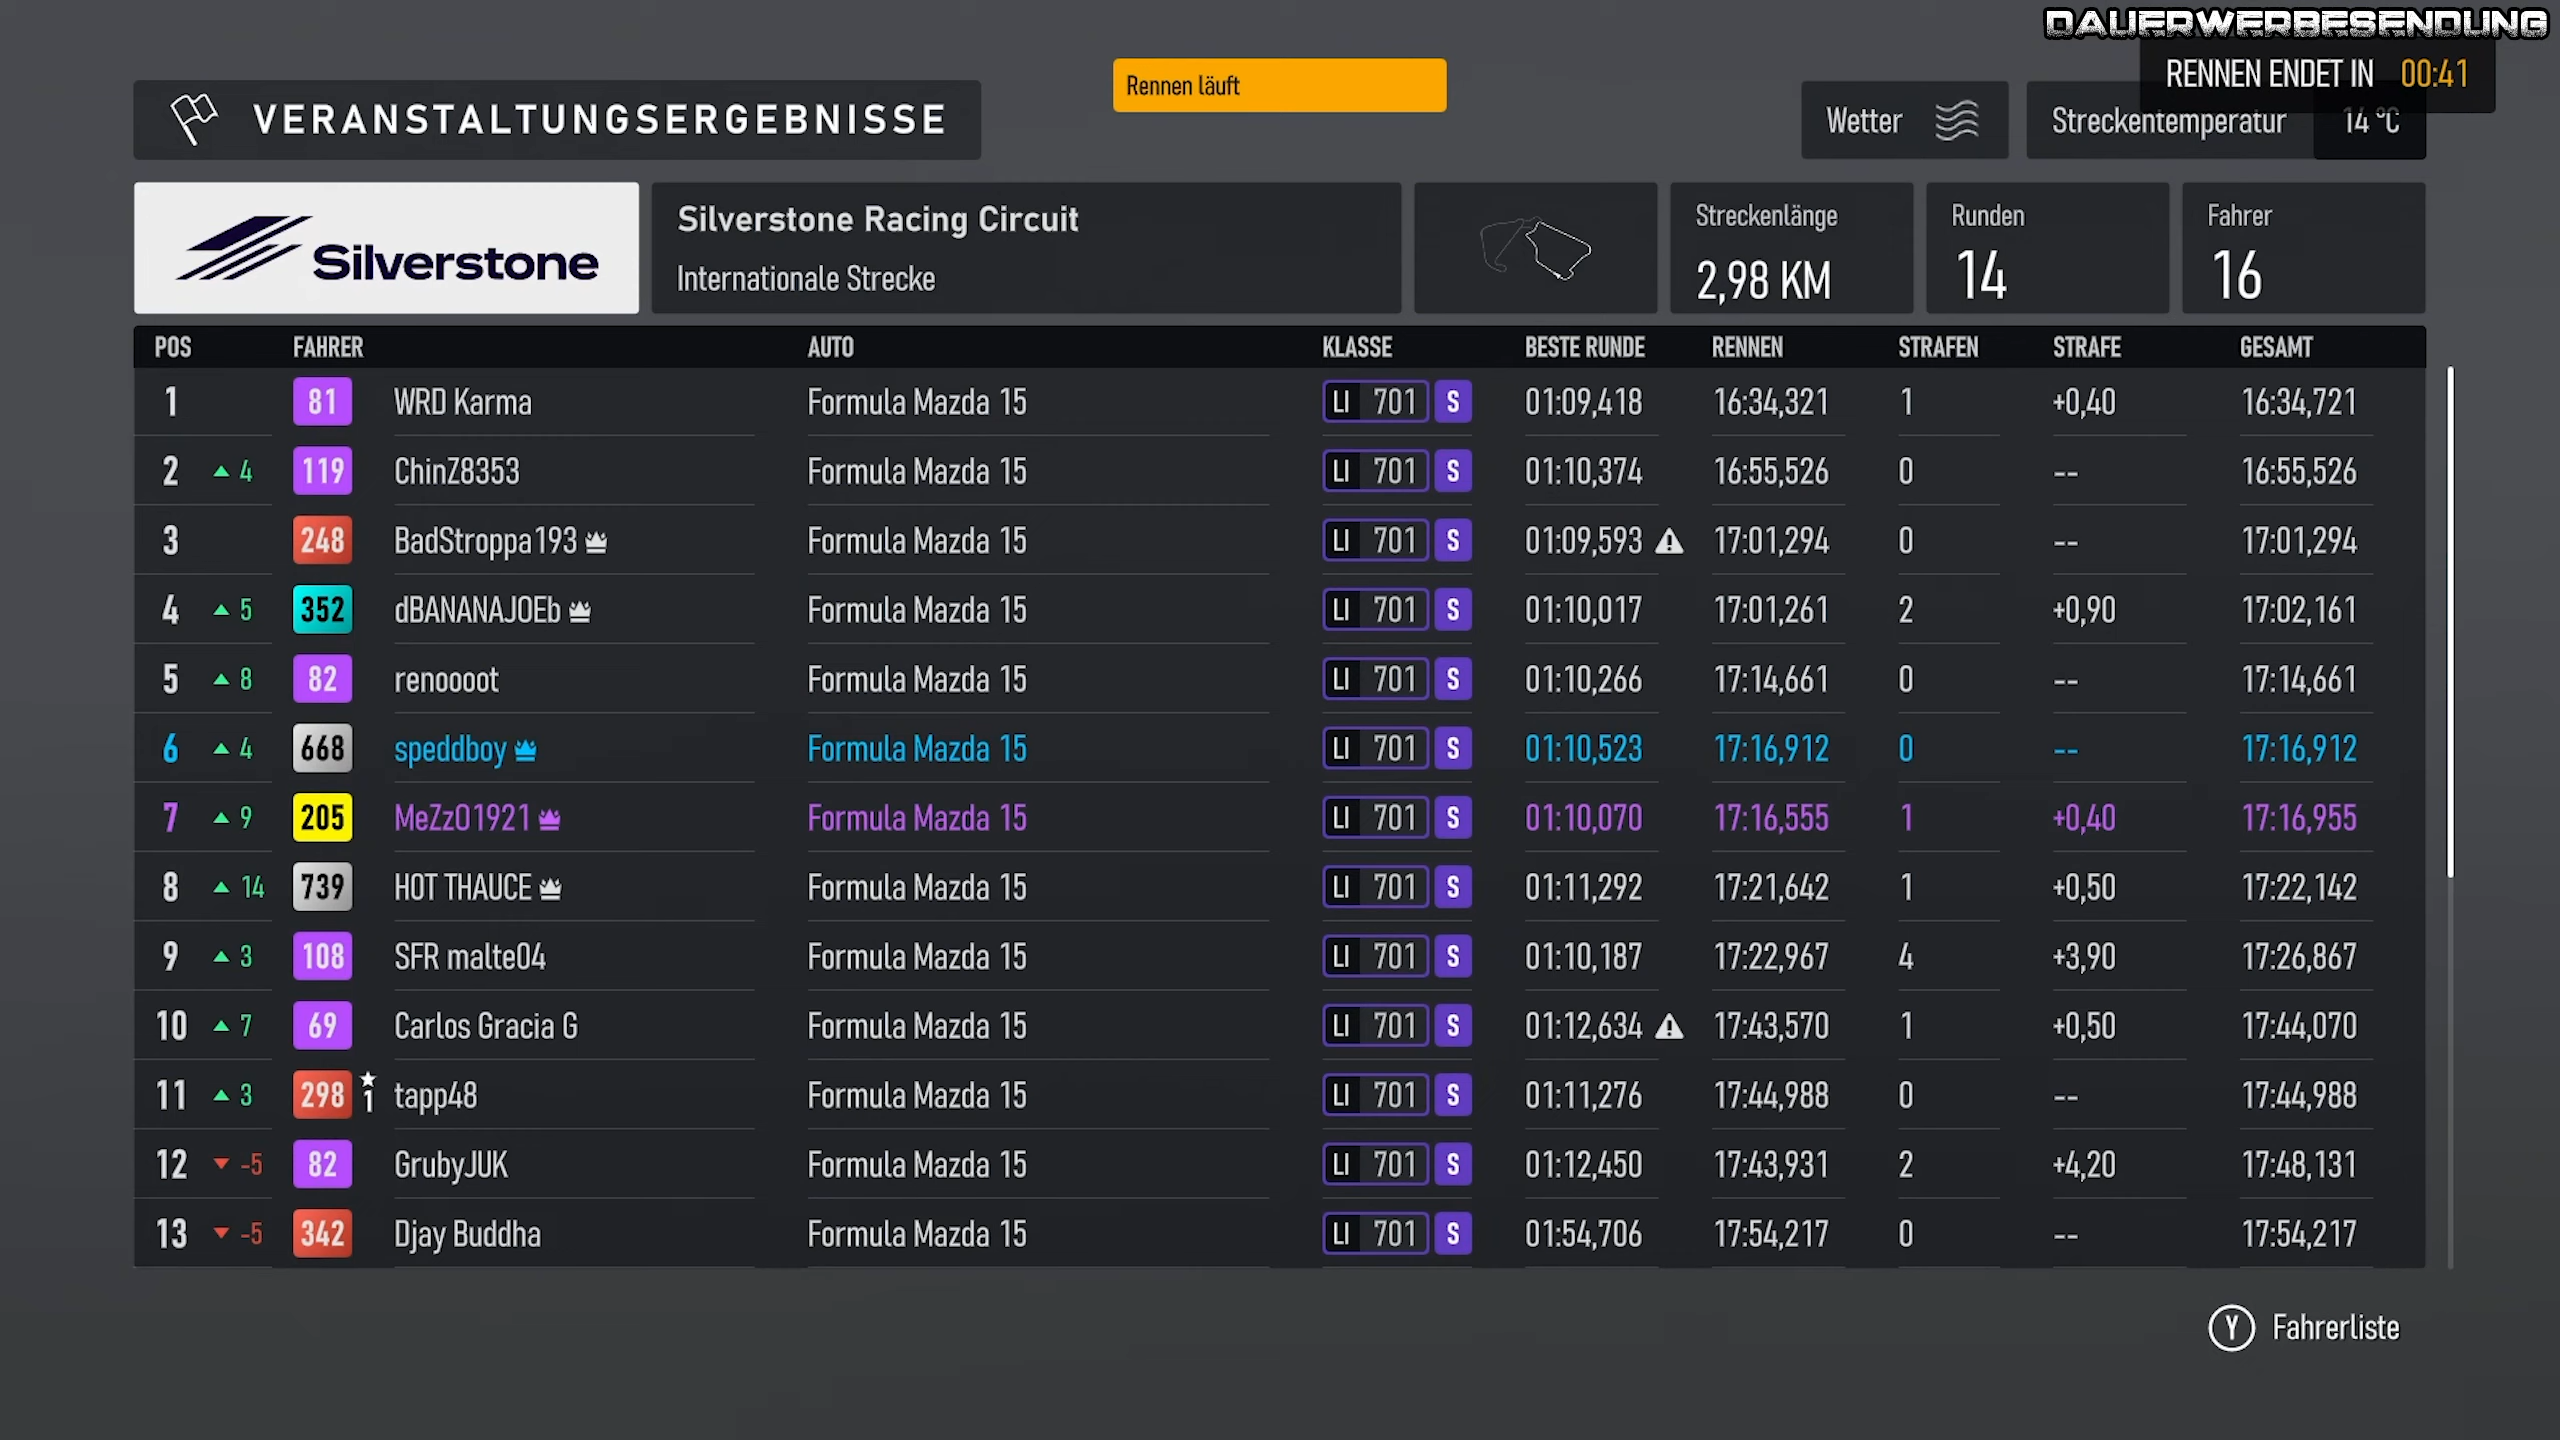 DAUERWERBESENDUNG
RENNEN ENDET IN 00:41
Rennen läuft
VERANSTALTUNGSERGEBNISSE
Wetter
Streckentemperatur 14 °C
Silverstone
Silverstone Racing Circuit
Internationale Strecke
Streckenlänge
2,98 KM
Runden
14
Fahrer
16
POS FAHRER AUTO KLASSE BESTE RUNDE RENNEN STRAFEN STRAFE GESAMT
1 81 WRD Karma Formula Mazda 15 LI 701 S 01:09,418 16:34,321 1 +0,40 16:34,721
2 ▲ 4 119 ChinZ8353 Formula Mazda 15 LI 701 S 01:10,374 16:55,526 0 -- 16:55,526
3 248 BadStroppa193 Formula Mazda 15 LI 701 S 01:09,593 17:01,294 0 -- 17:01,294
4 ▲ 5 352 dBANANAJOEb Formula Mazda 15 LI 701 S 01:10,017 17:01,261 2 +0,90 17:02,161
5 ▲ 8 82 renoooot Formula Mazda 15 LI 701 S 01:10,266 17:14,661 0 -- 17:14,661
6 ▲ 4 668 speddboy Formula Mazda 15 LI 701 S 01:10,523 17:16,912 0 -- 17:16,912
7 ▲ 9 205 MeZzO1921 Formula Mazda 15 LI 701 S 01:10,070 17:16,555 1 +0,40 17:16,955
8 ▲ 14 739 HOT THAUCE Formula Mazda 15 LI 701 S 01:11,292 17:21,642 1 +0,50 17:22,142
9 ▲ 3 108 SFR malte04 Formula Mazda 15 LI 701 S 01:10,187 17:22,967 4 +3,90 17:26,867
10 ▲ 7 69 Carlos Gracia G Formula Mazda 15 LI 701 S 01:12,634 17:43,570 1 +0,50 17:44,070
11 ▲ 3 298 ★ 1 tapp48 Formula Mazda 15 LI 701 S 01:11,276 17:44,988 0 -- 17:44,988
12 ▼ -5 82 GrubyJUK Formula Mazda 15 LI 701 S 01:12,450 17:43,931 2 +4,20 17:48,131
13 ▼ -5 342 Djay Buddha Formula Mazda 15 LI 701 S 01:54,706 17:54,217 0 -- 17:54,217
Y Fahrerliste